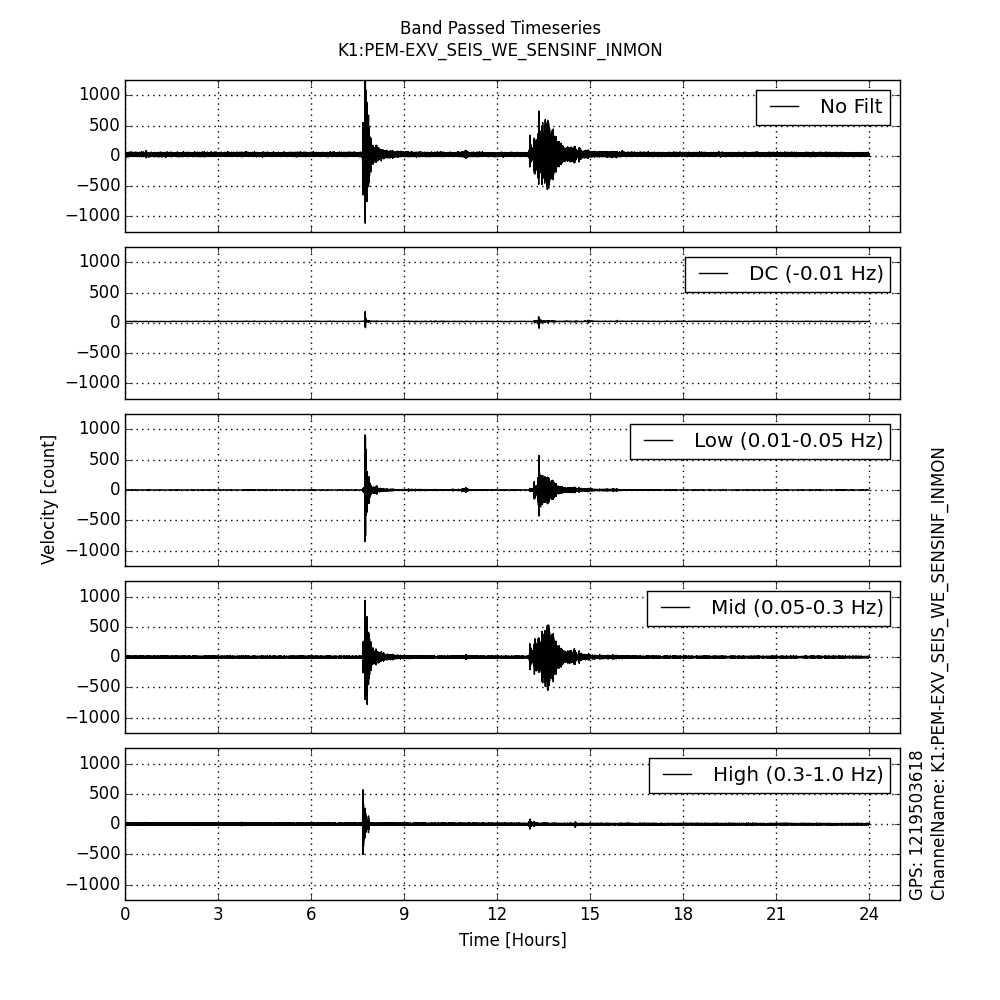 Band Passed Timeseries
K1:PEM-EXV_SEIS_WE_SENSINF_INMON
1000
500
0
−500
−1000
No Filt
1000
500
0
−500
−1000
DC (-0.01 Hz)
Velocity [count]
1000
500
0
−500
−1000
Low (0.01-0.05 Hz)
1000
500
0
−500
−1000
Mid (0.05-0.3 Hz)
1000
500
0
−500
−1000
High (0.3-1.0 Hz)
0 3 6 9 12 15 18 21 24
Time [Hours]
GPS: 1219503618
ChannelName: K1:PEM-EXV_SEIS_WE_SENSINF_INMON